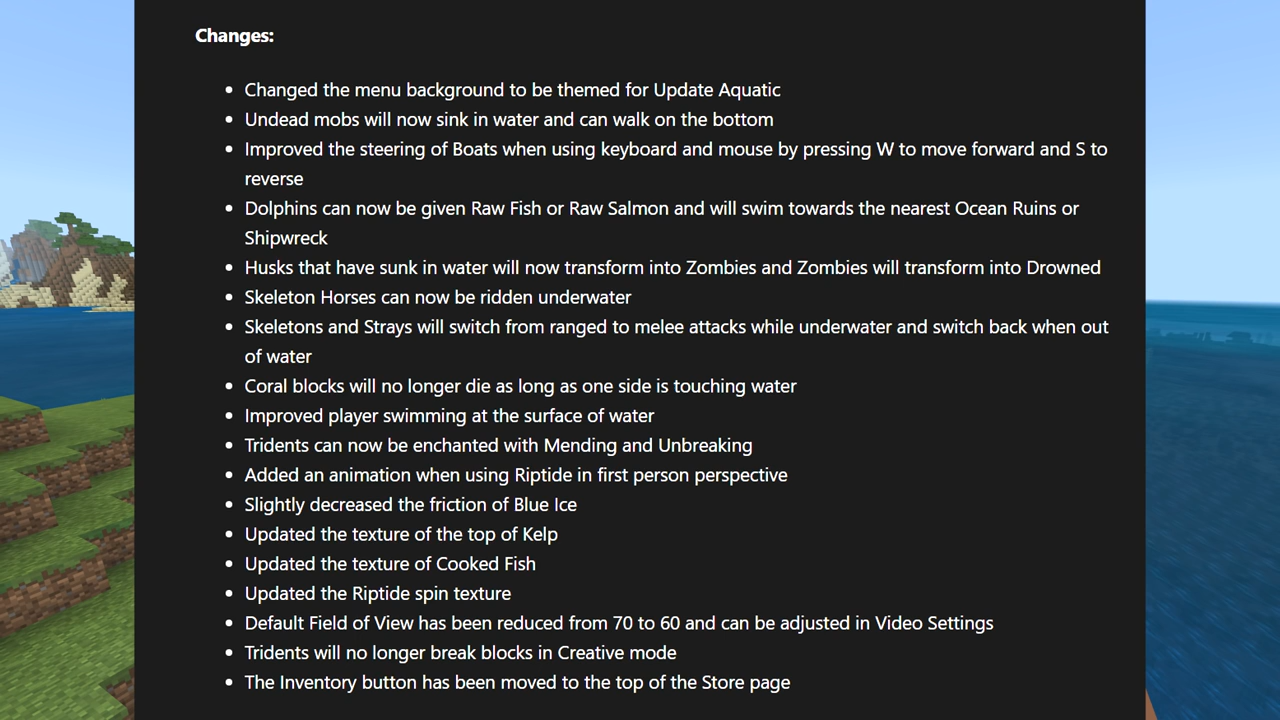 Changes:
Changed the menu background to be themed for Update Aquatic
Undead mobs will now sink in water and can walk on the bottom
Improved the steering of Boats when using keyboard and mouse by pressing W to move forward and S to
reverse
Dolphins can now be given Raw Fish or Raw Salmon and will swim towards the nearest Ocean Ruins or
Shipwreck
Husks that have sunk in water will now transform into Zombies and Zombies will transform into Drowned
Skeleton Horses can now be ridden underwater
Skeletons and Strays will switch from ranged to melee attacks while underwater and switch back when out
of water
Coral blocks will no longer die as long as one side is touching water
Improved player swimming at the surface of water
Tridents can now be enchanted with Mending and Unbreaking
Added an animation when using Riptide in first person perspective
Slightly decreased the friction of Blue Ice
Updated the texture of the top of Kelp
Updated the texture of Cooked Fish
Updated the Riptide spin texture
Default Field of View has been reduced from 70 to 60 and can be adjusted in Video Settings
Tridents will no longer break blocks in Creative mode
The Inventory button has been moved to the top of the Store page